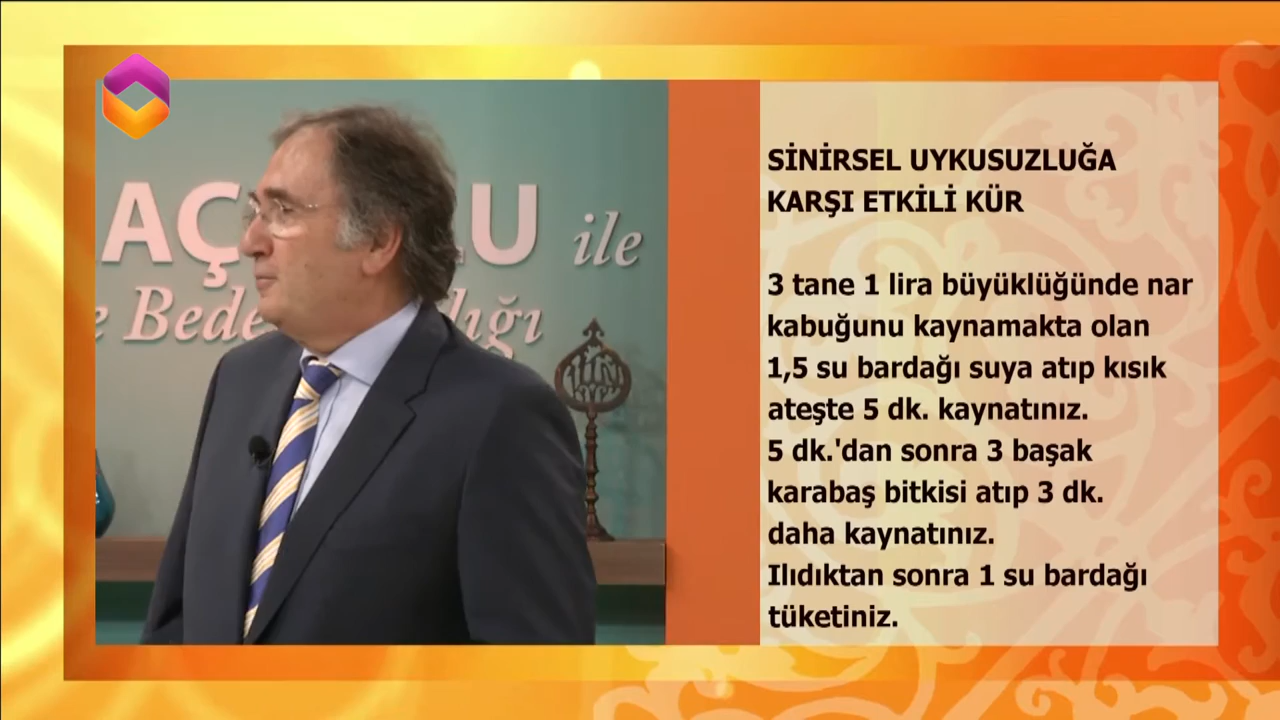 ile
SİNİRSEL UYKUSUZLUĞA
KARŞI ETKİLİ KÜR
3 tane 1 lira büyüklüğünde nar
kabuğunu kaynamakta olan
1,5 su bardağı suya atıp kısık
ateşte 5 dk. kaynatınız.
5 dk.'dan sonra 3 başak
karabaş bitkisi atıp 3 dk.
daha kaynatınız.
Ilıdıktan sonra 1 su bardağı
tüketiniz.